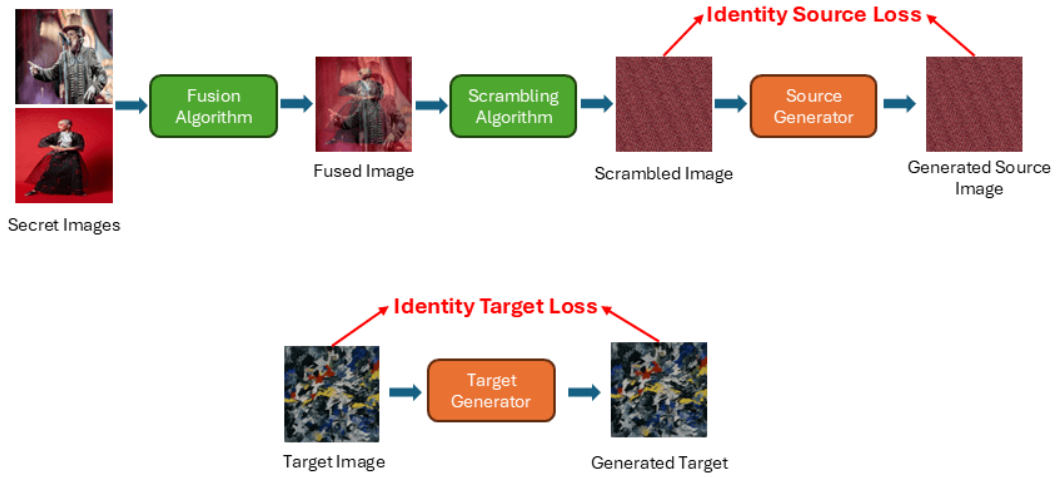 Identity Source Loss
Fusion
Algorithm
Scrambling
Algorithm
Source
Generator
Fused Image
Scrambled Image
Generated Source
Image
Secret Images
Identity Target Loss
Target
Generator
Target Image
Generated Target